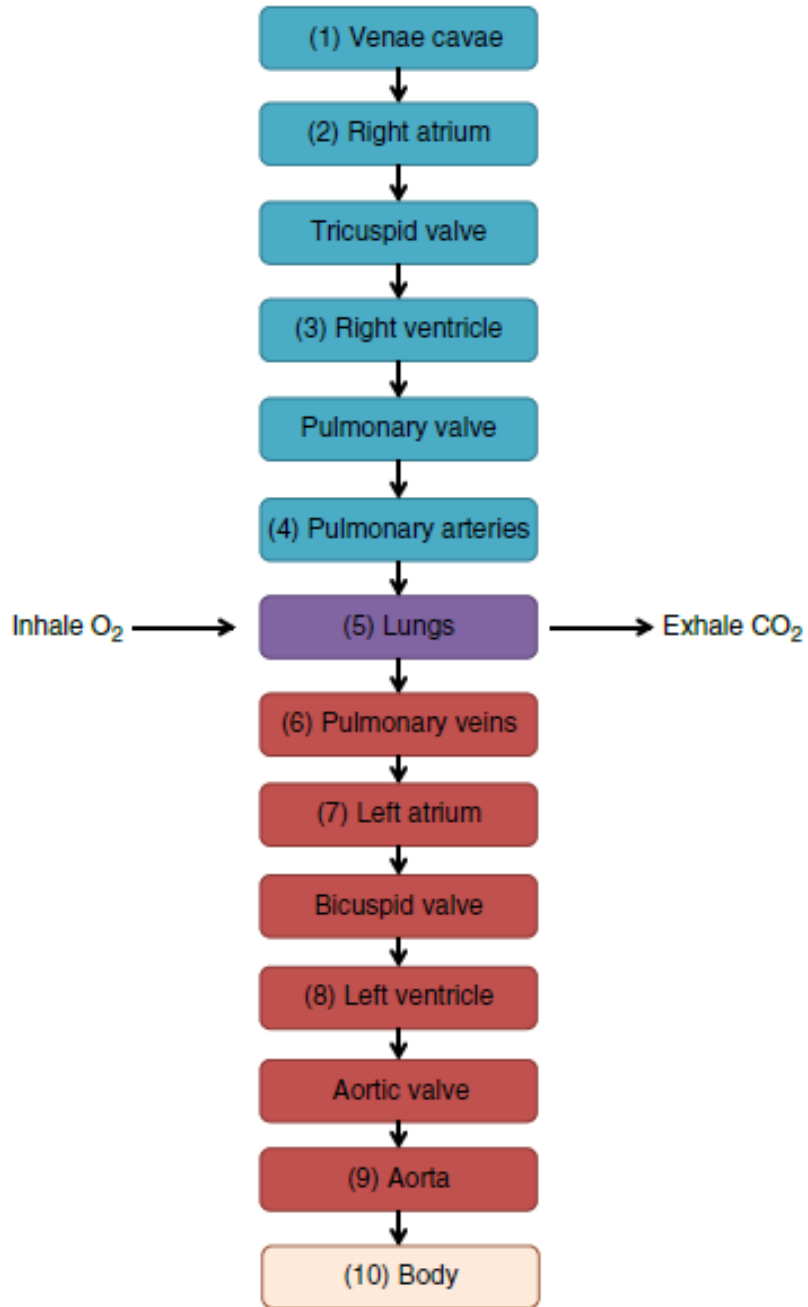 (1) Venae cavae
(2) Right atrium
Tricuspid valve
(3) Right ventricle
Pulmonary valve
(4) Pulmonary arteries
Inhale O₂
(5) Lungs
Exhale CO₂
(6) Pulmonary veins
(7) Left atrium
Bicuspid valve
(8) Left ventricle
Aortic valve
(9) Aorta
(10) Body